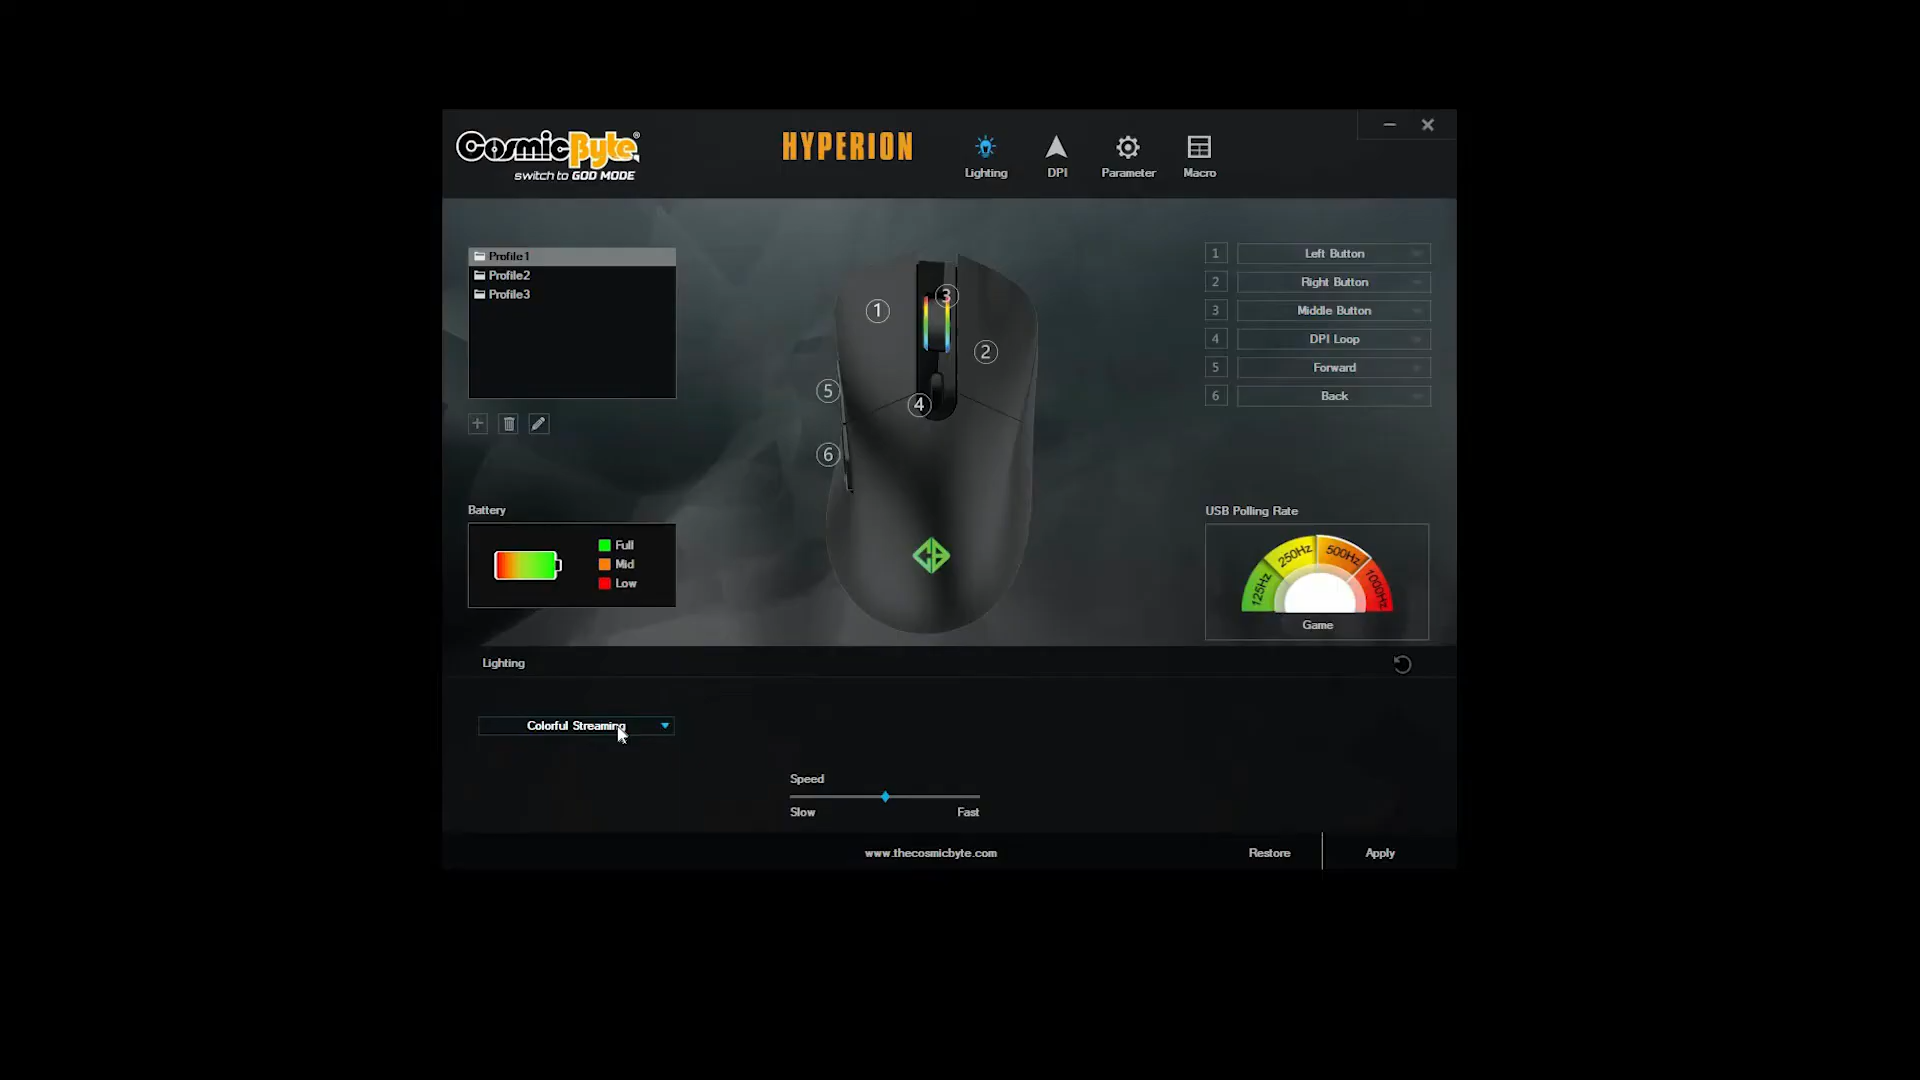 CosmicByte®
switch to GOD MODE
HYPERION
Lighting
DPI
Parameter
Macro
Profile1
Profile2
Profile3
1
2
3
4
5
6
1 Left Button
2 Right Button
3 Middle Button
4 DPI Loop
5 Forward
6 Back
Battery
Full
Mid
Low
CB
USB Polling Rate
125Hz
250Hz
500Hz
1000Hz
Game
Lighting
Colorful Streaming
Speed
Slow
Fast
www.thecosmicbyte.com
Restore
Apply